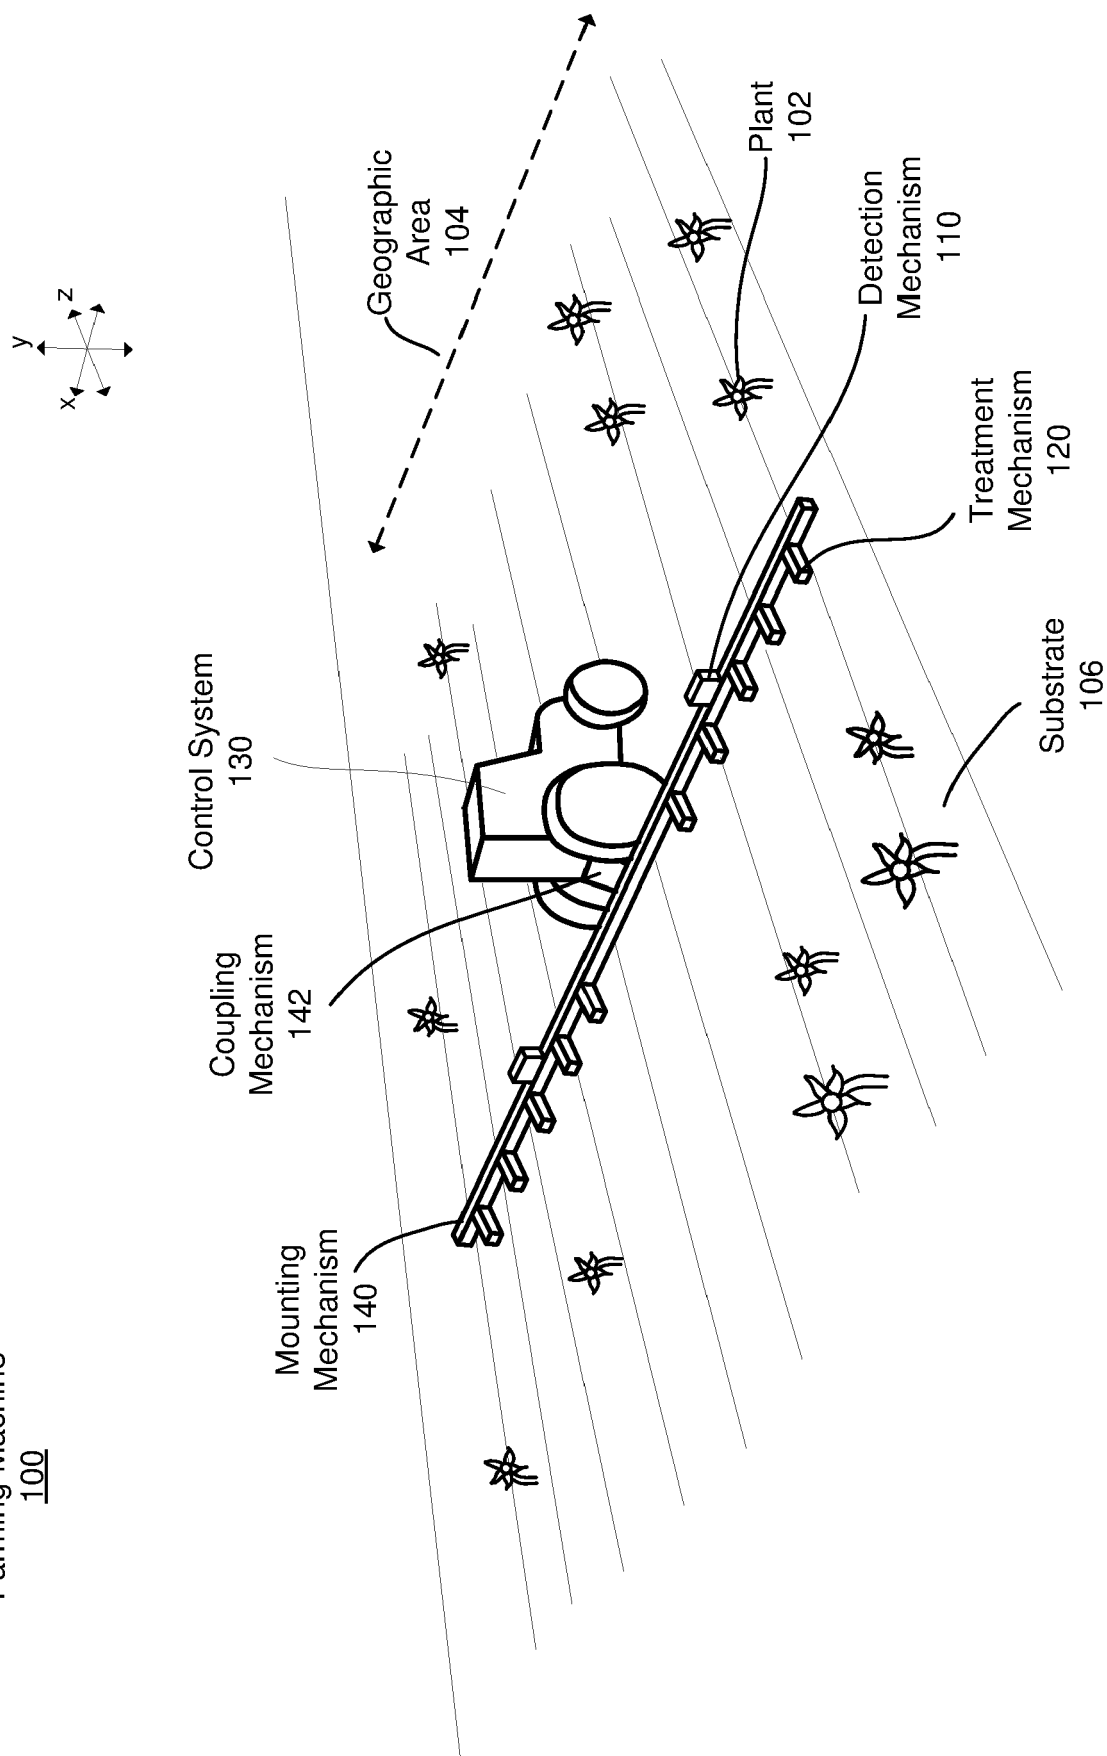 Farming Machine
100
y
x
z
Geographic
Area
104
Plant
102
Detection
Mechanism
110
Treatment
Mechanism
120
Substrate
106
Control System
130
Coupling
Mechanism
142
Mounting
Mechanism
140